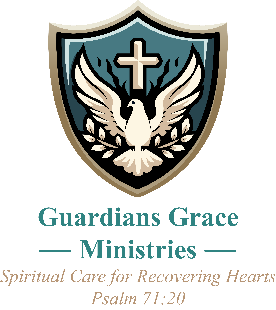 Guardians Grace
Ministries
Spiritual Care for Recovering Hearts
Psalm 71:20